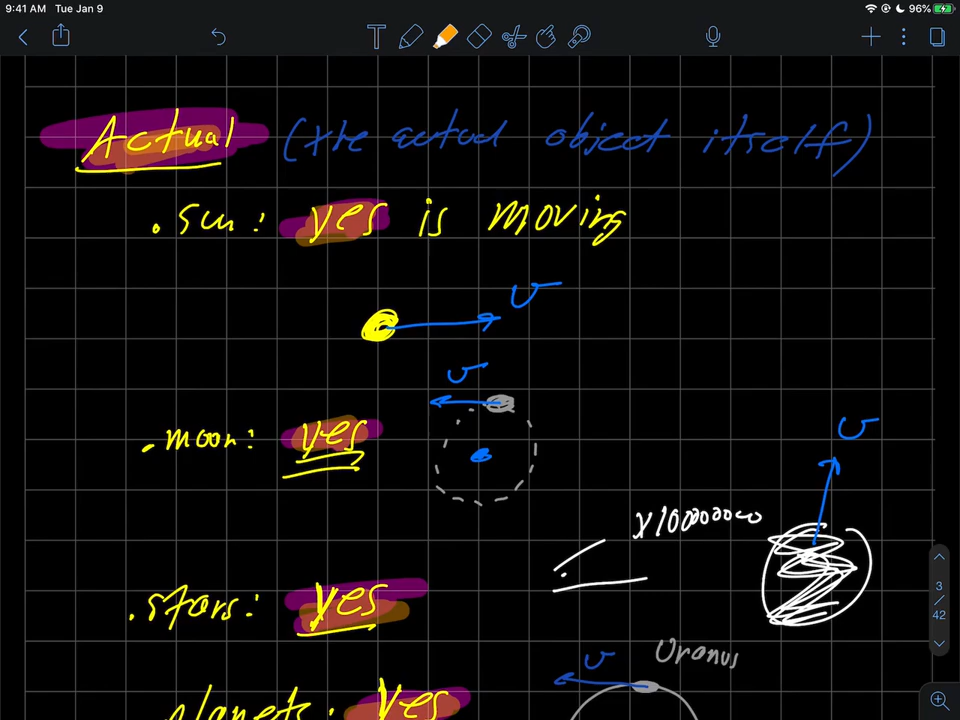 9:41 AM Tue Jan 9
96%
Actual (the actual object itself)
. sun: yes is moving
v
v
. moon: yes
v
x100000000
. stars: yes
3
/
42
v Uranus
planets: Yes